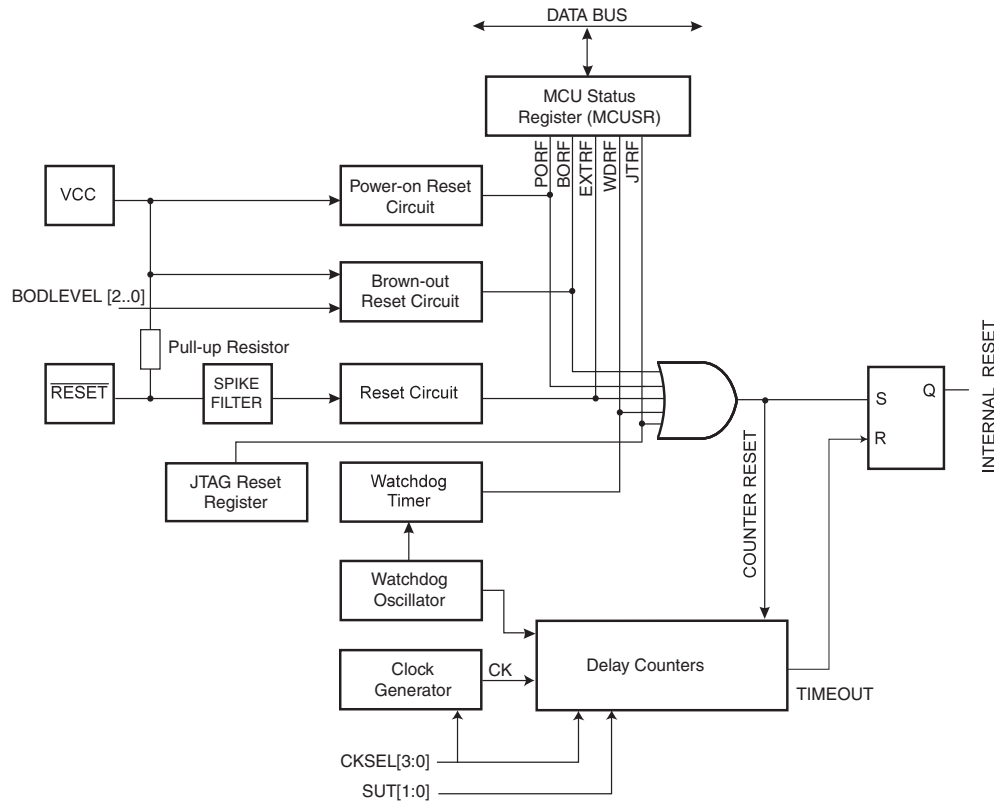 DATA BUS
MCU Status
Register (MCUSR)
PORF
BORF
EXTRF
WDRF
JTRF
VCC
Power-on Reset
Circuit
Brown-out
Reset Circuit
BODLEVEL [2..0]
Pull-up Resistor
RESET
SPIKE
FILTER
Reset Circuit
S
Q
R
INTERNAL RESET
JTAG Reset
Register
Watchdog
Timer
COUNTER RESET
Watchdog
Oscillator
Clock
Generator
CK
Delay Counters
TIMEOUT
CKSEL[3:0]
SUT[1:0]